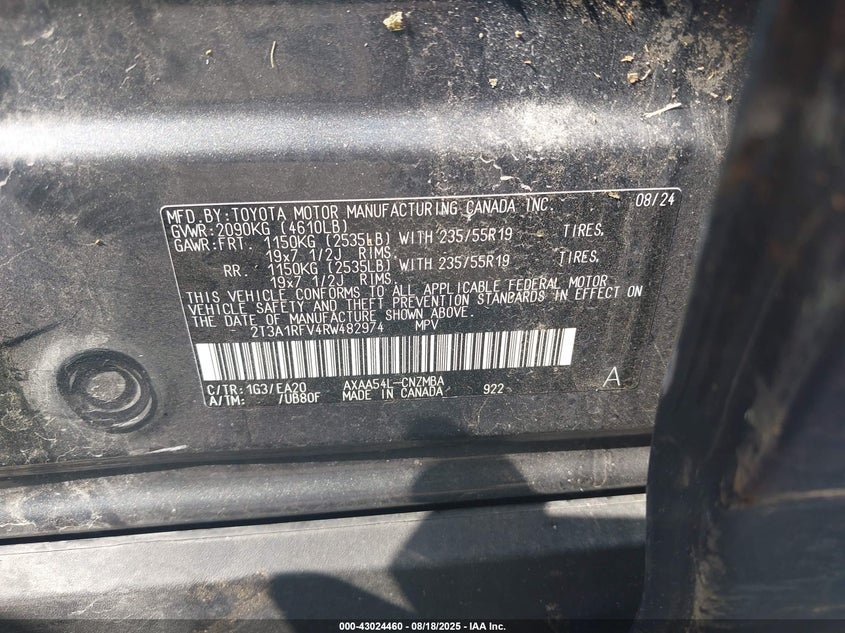 MFD.BY:TOYOTA MOTOR MANUFACTURING CANADA INC. 08/24
GVWR:2090KG (4610LB)
GAWR:FRT. 1150KG (2535LB) WITH 235/55R19 TIRES,
19x7 1/2J RIMS.
RR. 1150KG (2535LB) WITH 235/55R19 TIRES,
19x7 1/2J RIMS.
THIS VEHICLE CONFORMS TO ALL APPLICABLE FEDERAL MOTOR
VEHICLE SAFETY AND THEFT PREVENTION STANDARDS IN EFFECT ON
THE DATE OF MANUFACTURE SHOWN ABOVE.
2T3A1RFV4RW482974 MPV
C/TR:1G3/EA20 AXAA54L-CNZMBA
A/TM: /UB80F MADE IN CANADA 922 A
000-43024460 - 08/18/2025 - IAA Inc.